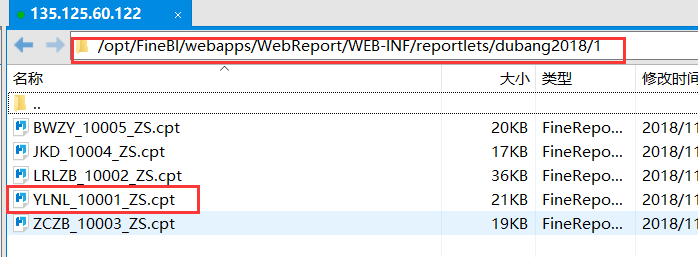 135.125.60.122 ×
/opt/FineBI/webapps/WebReport/WEB-INF/reportlets/dubang2018/1
名称 大小 类型 修改时间
..
BWZY_10005_ZS.cpt 20KB FineRepo... 2018/11
JKD_10004_ZS.cpt 17KB FineRepo... 2018/11
LRLZB_10002_ZS.cpt 36KB FineRepo... 2018/11
YLNL_10001_ZS.cpt 21KB FineRepo... 2018/11
ZCZB_10003_ZS.cpt 19KB FineRepo... 2018/11